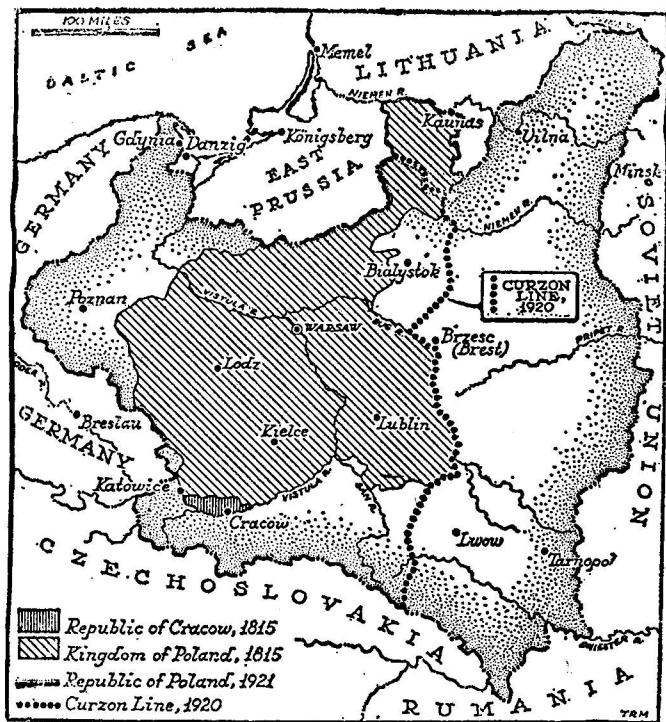 100 MILES
BALTIC SEA
Memel
LITHUANIA
NIEMEN R.
Kaunas
Vilna
Gdynia
Danzig
Königsberg
EAST
PRUSSIA
Minsk
GERMANY
NIEMEN R.
SOVIET UNION
Bialystok
CURZON
LINE,
1920
Poznan
VISTULA R.
WARSAW
BUG R.
Brzesc
(Brest)
PRIPET R.
Lodz
ODER R.
Breslau
GERMANY
Kielce
Lublin
Katowice
VISTULA R.
SAN R.
Cracow
Lwow
Tarnopol
CZECHOSLOVAKIA
DNIESTER R.
RUMANIA
Republic of Cracow, 1815
Kingdom of Poland, 1815
Republic of Poland, 1921
Curzon Line, 1920
TRM